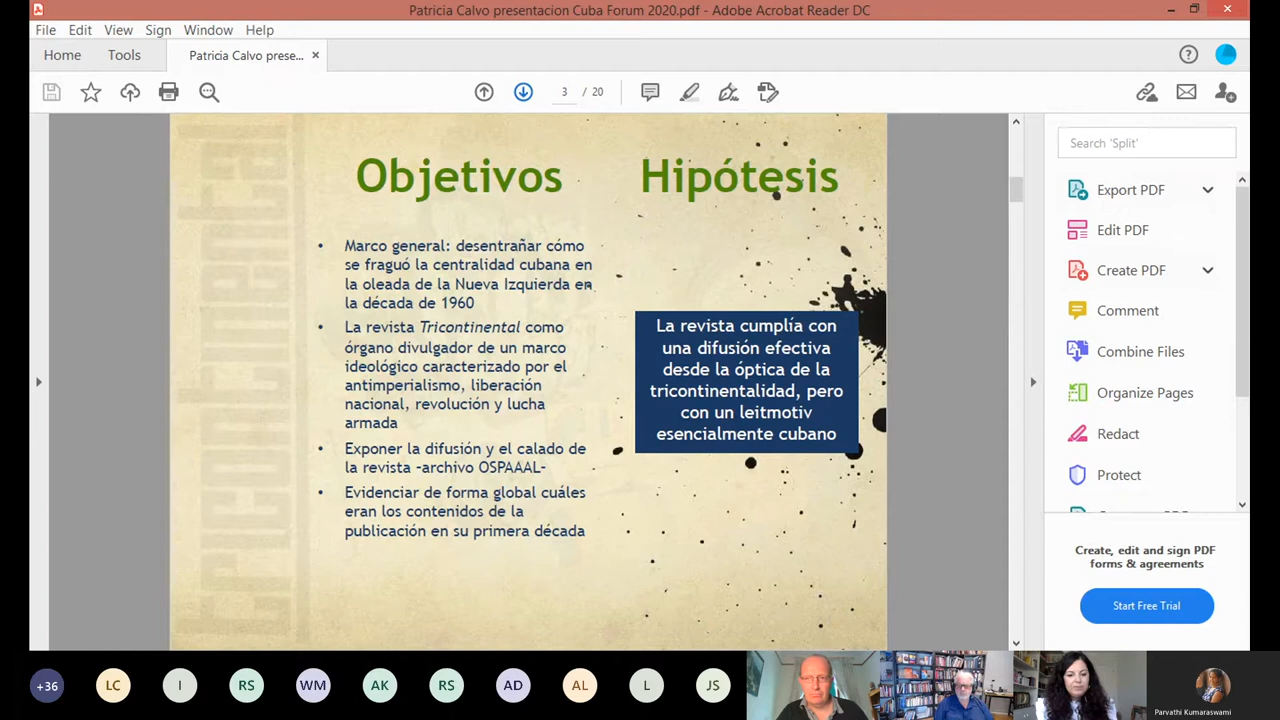 Patricia Calvo presentacion Cuba Forum 2020.pdf - Adobe Acrobat Reader DC
File Edit View Sign Window Help
Home Tools Patricia Calvo prese... ×
3 / 20
Search 'Split'
Export PDF
Edit PDF
Create PDF
Comment
Combine Files
Organize Pages
Redact
Protect
Create, edit and sign PDF
forms & agreements
Start Free Trial
Tricontinental
Objetivos
• Marco general: desentrañar cómo
se fraguó la centralidad cubana en
la oleada de la Nueva Izquierda en
la década de 1960
• La revista Tricontinental como
órgano divulgador de un marco
ideológico caracterizado por el
antimperialismo, liberación
nacional, revolución y lucha
armada
• Exponer la difusión y el calado de
la revista –archivo OSPAAAL–
• Evidenciar de forma global cuáles
eran los contenidos de la
publicación en su primera década
Hipótesis
La revista cumplía con
una difusión efectiva
desde la óptica de la
tricontinentalidad, pero
con un leitmotiv
esencialmente cubano
+36 LC I RS WM AK RS AD AL L JS
Parvathi Kumaraswami